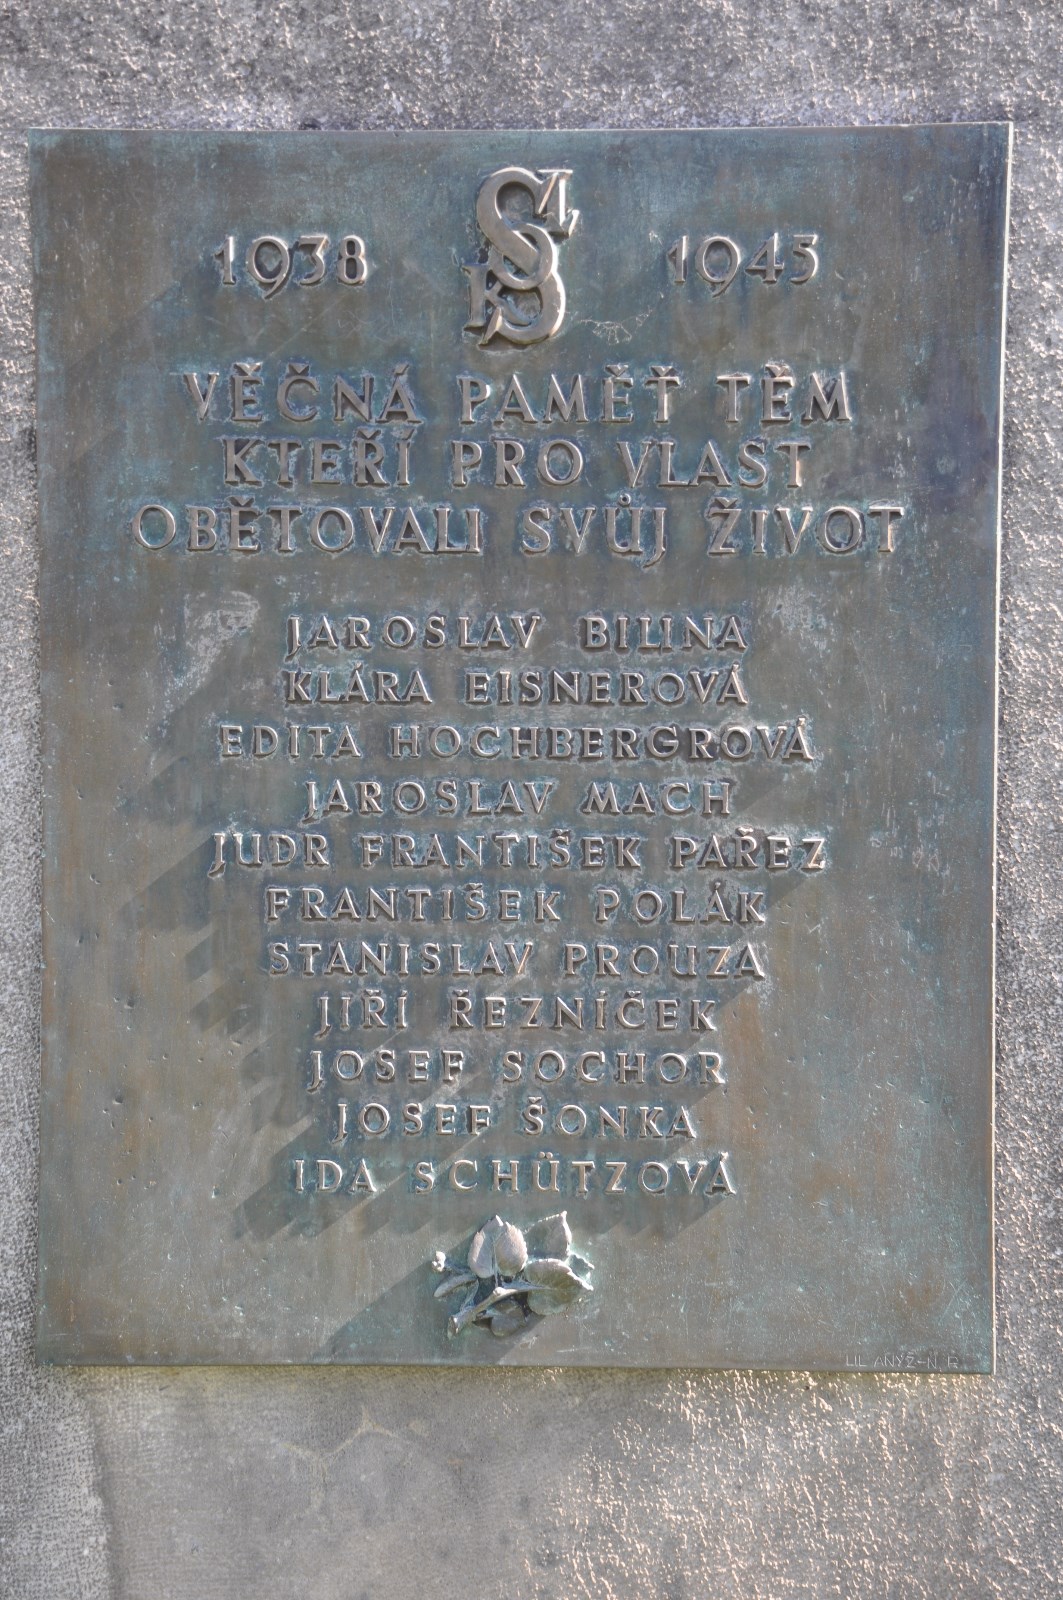 1938 1945
VĚČNÁ PAMĚŤ TĚM
KTEŘÍ PRO VLAST
OBĚTOVALI SVŮJ ŽIVOT
JAROSLAV BILINA
KLÁRA EISNEROVÁ
EDITA HOCHBERGROVÁ
JAROSLAV MACH
JUDR FRANTIŠEK PAŘEZ
FRANTIŠEK POLÁK
STANISLAV PROUZA
JIŘÍ ŘEZNÍČEK
JOSEF SOCHOR
JOSEF ŠONKA
IDA SCHÜTZOVÁ